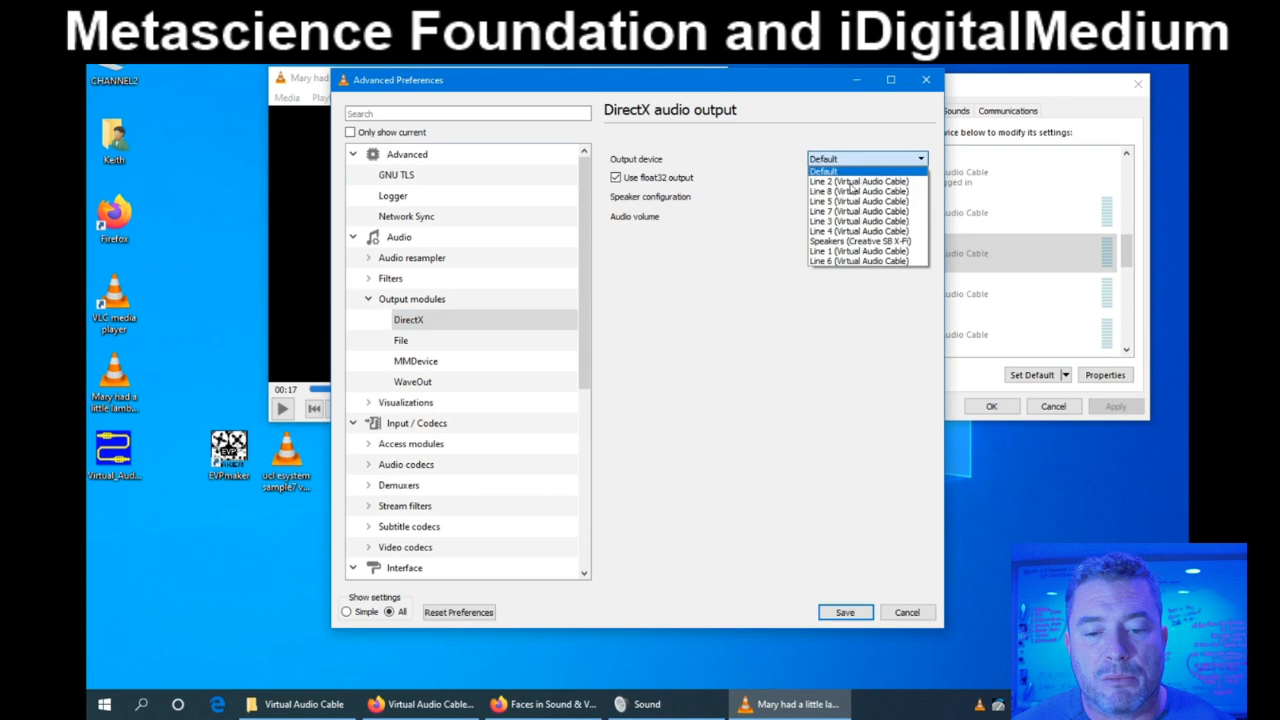 Metascience Foundation and iDigitalMedium
CHANNEL2
Keith
Firefox
VLC media
player
Mary had a
little lamb...
Virtual_Aud...
EVPmaker
ucl esystem
sample7 v...
Mary had
Media
Playl
00:17
Advanced Preferences
Search
Only show current
Advanced
GNU TLS
Logger
Network Sync
Audio
Audio resampler
Filters
Output modules
DirectX
File
MMDevice
WaveOut
Visualizations
Input / Codecs
Access modules
Audio codecs
Demuxers
Stream filters
Subtitle codecs
Video codecs
Interface
Show settings
Simple
All
Reset Preferences
DirectX audio output
Output device
Default
Use float32 output
Speaker configuration
Audio volume
Default
Line 2 (Virtual Audio Cable)
Line 8 (Virtual Audio Cable)
Line 5 (Virtual Audio Cable)
Line 7 (Virtual Audio Cable)
Line 3 (Virtual Audio Cable)
Line 4 (Virtual Audio Cable)
Speakers (Creative SB X-Fi)
Line 1 (Virtual Audio Cable)
Line 6 (Virtual Audio Cable)
Save
Cancel
ounds
Communications
vice below to modify its settings:
udio Cable
gged in
udio Cable
udio Cable
udio Cable
udio Cable
Set Default
Properties
OK
Cancel
Apply
Virtual Audio Cable
Virtual Audio Cable...
Faces in Sound & V...
Sound
Mary had a little la...